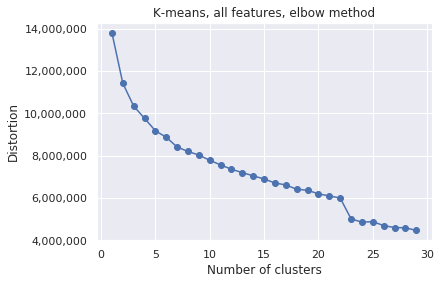 K-means, all features, elbow method
14,000,000
12,000,000
10,000,000
8,000,000
6,000,000
4,000,000
Distortion
0 5 10 15 20 25 30
Number of clusters